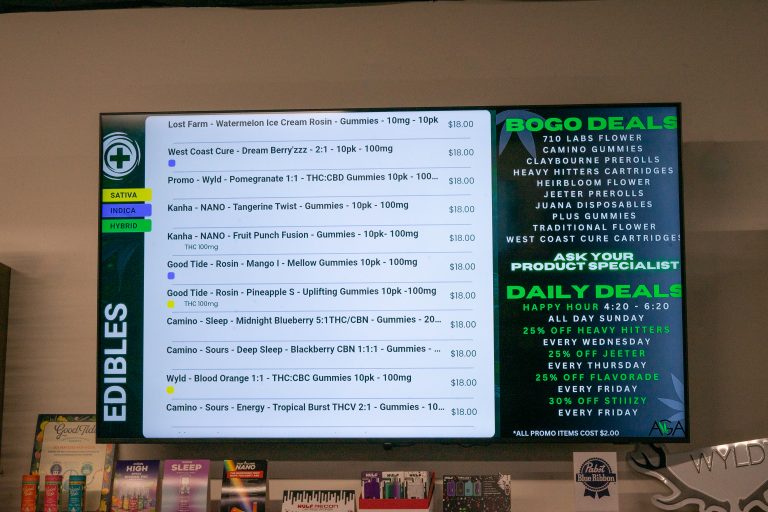 SATIVA
INDICA
HYBRID
EDIBLES
Lost Farm - Watermelon Ice Cream Rosin - Gummies - 10mg - 10pk $18.00
West Coast Cure - Dream Berry'zzz - 2:1 - 10pk - 100mg $18.00
Promo - Wyld - Pomegranate 1:1 - THC:CBD Gummies 10pk - 100... $18.00
Kanha - NANO - Tangerine Twist - Gummies - 10pk - 100mg $18.00
Kanha - NANO - Fruit Punch Fusion - Gummies - 10pk- 100mg $18.00
THC 100mg
Good Tide - Rosin - Mango I - Mellow Gummies 10pk - 100mg $18.00
Good Tide - Rosin - Pineapple S - Uplifting Gummies 10pk -100mg $18.00
THC 100mg
Camino - Sleep - Midnight Blueberry 5:1THC/CBN - Gummies - 20... $18.00
Camino - Sours - Deep Sleep - Blackberry CBN 1:1:1 - Gummies - ... $18.00
Wyld - Blood Orange 1:1 - THC:CBC Gummies 10pk - 100mg $18.00
Camino - Sours - Energy - Tropical Burst THCV 2:1 - Gummies - 10... $18.00
BOGO DEALS
710 LABS FLOWER
CAMINO GUMMIES
CLAYBOURNE PREROLLS
HEAVY HITTERS CARTRIDGES
HEIRBLOOM FLOWER
JEETER PREROLLS
JUANA DISPOSABLES
PLUS GUMMIES
TRADITIONAL FLOWER
WEST COAST CURE CARTRIDGES
ASK YOUR
PRODUCT SPECIALIST
DAILY DEALS
HAPPY HOUR 4:20 - 6:20
ALL DAY SUNDAY
25% OFF HEAVY HITTERS
EVERY WEDNESDAY
25% OFF JEETER
EVERY THURSDAY
25% OFF FLAVORADE
EVERY FRIDAY
30% OFF STIIIZY
EVERY FRIDAY
*ALL PROMO ITEMS COST $2.00
AGA
Good Tide
HIGH
SLEEP
NANO
WULF RECON
WULF
Pabst
Blue Ribbon
WYLD